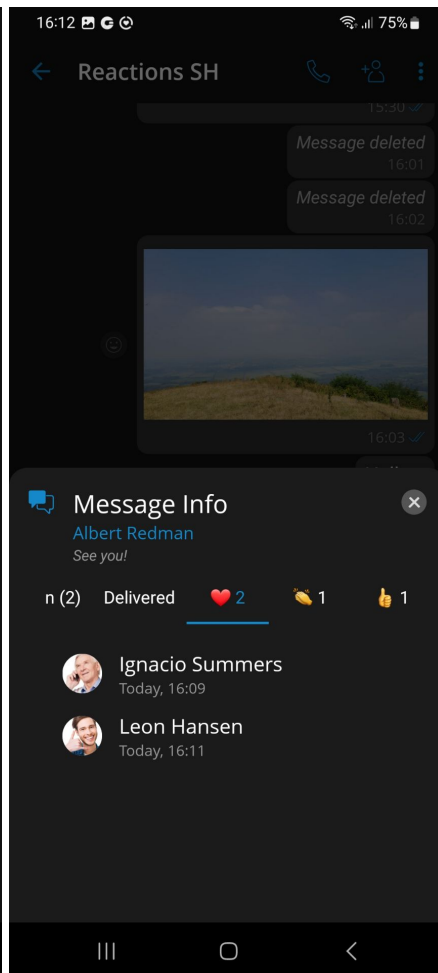 16:12 75%
Reactions SH
15:30
Message deleted
16:01
Message deleted
16:02
16:03
Message Info
Albert Redman
See you!
n (2) Delivered ❤️ 2 👏 1 👍 1
Ignacio Summers
Today, 16:09
Leon Hansen
Today, 16:11